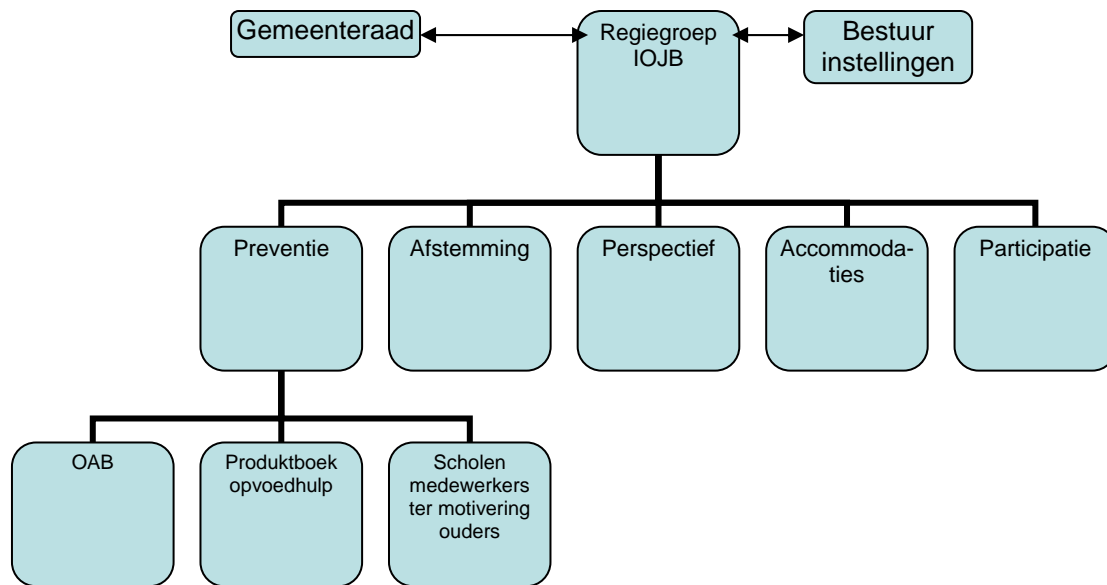 Gemeenteraad
Regiegroep
IOJB
Bestuur
instellingen
Preventie
Afstemming
Perspectief
Accommoda-
ties
Participatie
OAB
Produktboek
opvoedhulp
Scholen
medewerkers
ter motivering
ouders